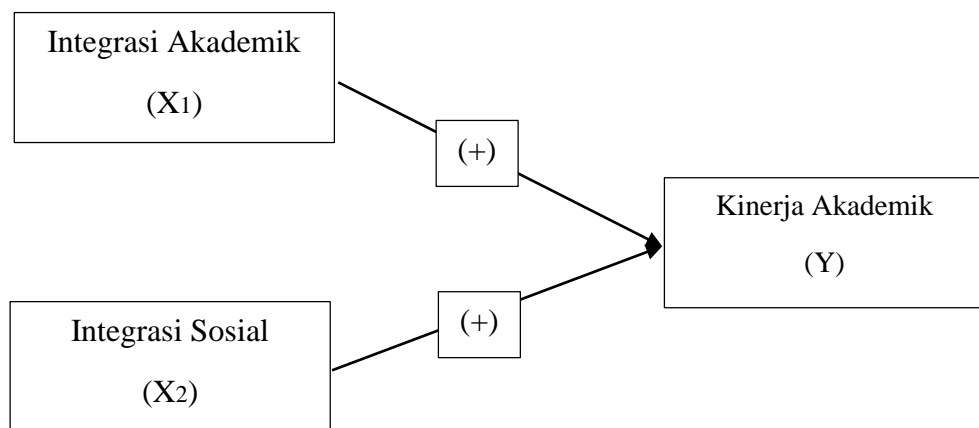 Integrasi Akademik
(X1)
(+)
Kinerja Akademik
(Y)
Integrasi Sosial
(X2)
(+)